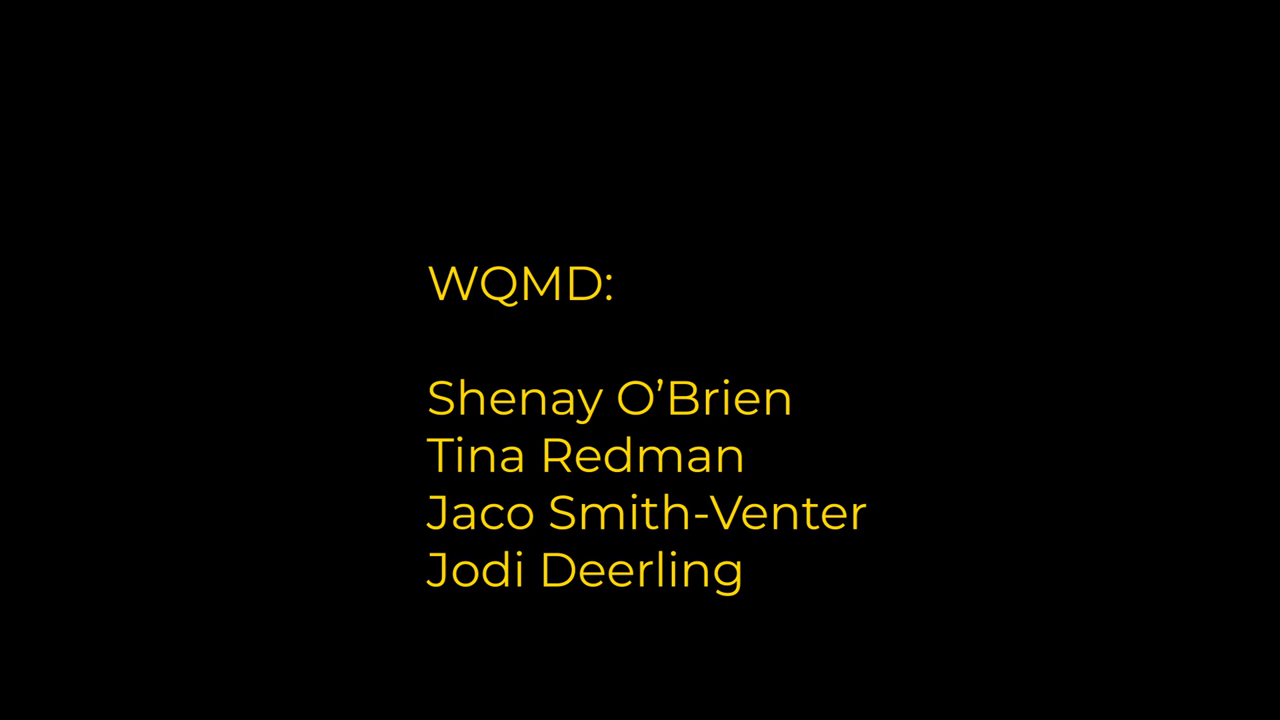 WQMD:
Shenay O’Brien
Tina Redman
Jaco Smith-Venter
Jodi Deerling